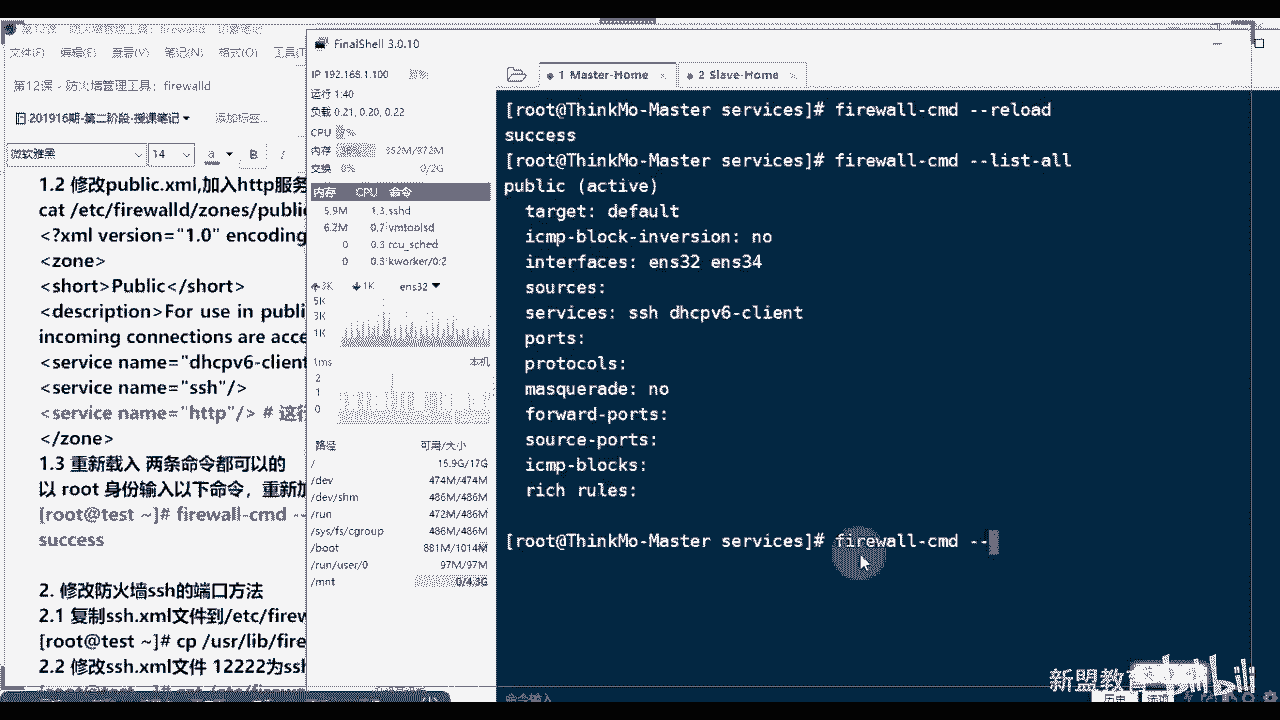 FinalShell 3.0.10
文件(F) 编辑(E) 查看(V) 笔记(N) 格式(O) 工具(T
第12课 - 防火墙管理工具：firewalld
201916期-第二阶段-授课笔记 添加标签...
微软雅黑 14 a B I
1.2 修改public.xml,加入http服务
cat /etc/firewalld/zones/public
<?xml version="1.0" encoding
<zone>
<short>Public</short>
<description>For use in publi
incoming connections are acce
<service name="dhcpv6-client
<service name="ssh"/>
<service name="http"/> # 这行
</zone>
1.3 重新载入 两条命令都可以的
以 root 身份输入以下命令，重新加
[root@test ~]# firewall-cmd --
success
2. 修改防火墙ssh的端口方法
2.1 复制ssh.xml文件到/etc/firew
[root@test ~]# cp /usr/lib/fire
2.2 修改ssh.xml文件 12222为ssh
IP 192.168.1.100
运行 1:40
负载 0.21, 0.20, 0.22
CPU
内存 352M/972M
交换 0% 0/2G
内存 CPU 命令
5.9M 1.3 sshd
6.2M 0.7 vmtoolsd
0 0.3 rcu_sched
0 0.3 kworker/0:2
3K 1K ens32
5K
3K
1K
1ms 本机
2
1
0
路径 可用/大小
/ 15.9G/17G
/dev 474M/474M
/dev/shm 486M/486M
/run 472M/486M
/sys/fs/cgroup 486M/486M
/boot 881M/1014M
/run/user/0 97M/97M
/mnt 0/4.3G
1 Master-Home 2 Slave-Home
[root@ThinkMo-Master services]# firewall-cmd --reload
success
[root@ThinkMo-Master services]# firewall-cmd --list-all
public (active)
target: default
icmp-block-inversion: no
interfaces: ens32 ens34
sources:
services: ssh dhcpv6-client
ports:
protocols:
masquerade: no
forward-ports:
source-ports:
icmp-blocks:
rich rules:
[root@ThinkMo-Master services]# firewall-cmd --
命令输入
历史 选项
新盟教育 bilibili